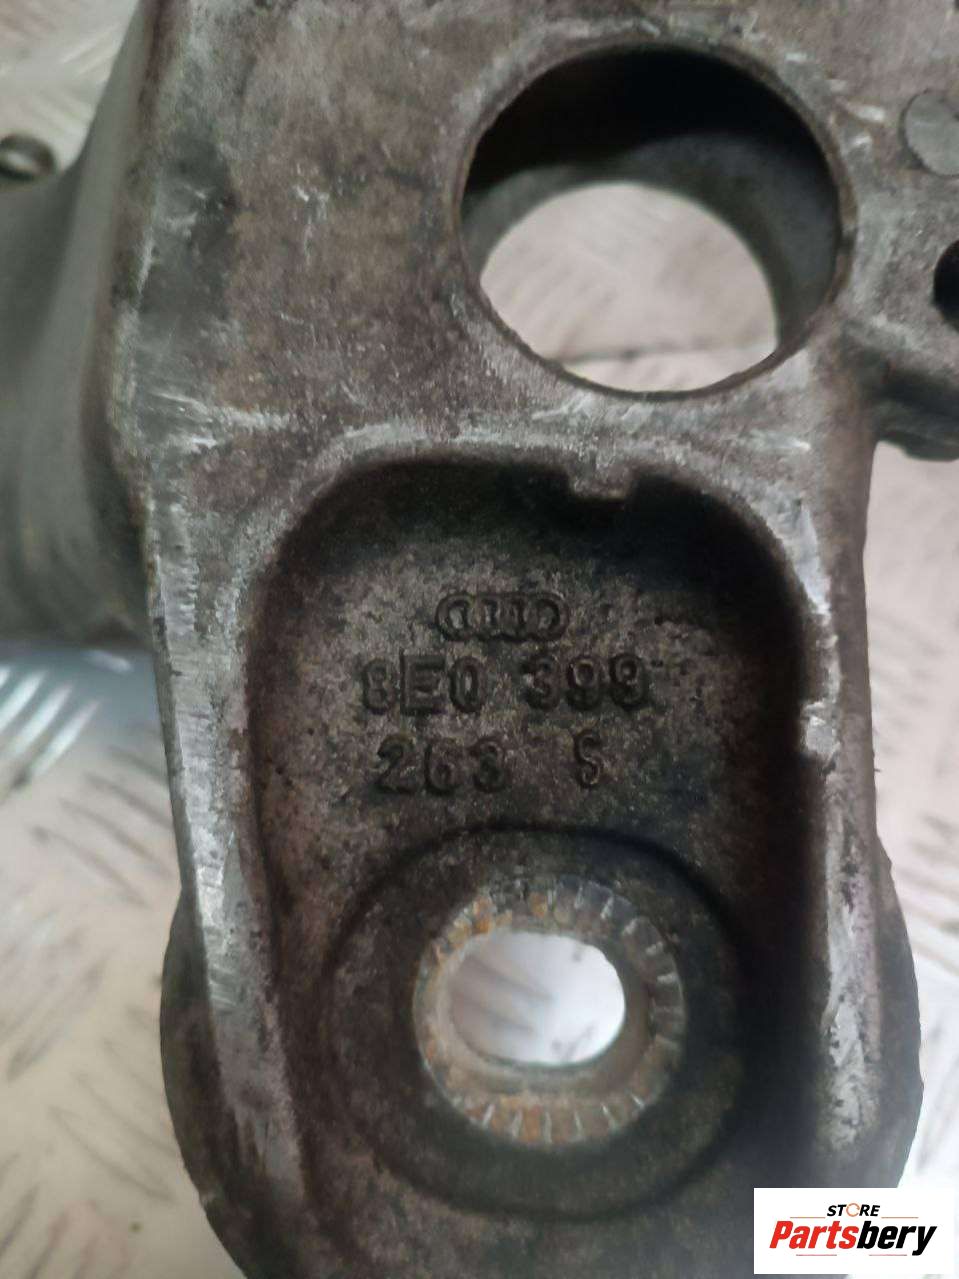 8E0 399
263 S
STORE
Partsbery